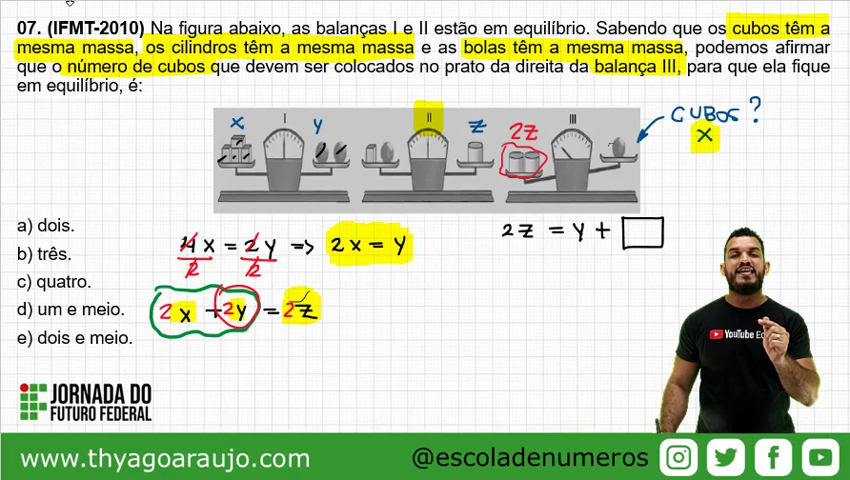 07. (IFMT-2010) Na figura abaixo, as balanças I e II estão em equilíbrio. Sabendo que os cubos têm a
mesma massa, os cilindros têm a mesma massa e as bolas têm a mesma massa, podemos afirmar
que o número de cubos que devem ser colocados no prato da direita da balança III, para que ela fique
em equilíbrio, é:
x I y II z 2z III CUBOS ?
x
a) dois.
b) três.
c) quatro.
d) um e meio.
e) dois e meio.
4x = 2y => 2x = y
2 2
2x + 2y = 2z
2z = y +
YouTube Ed
JORNADA DO
FUTURO FEDERAL
www.thyagoaraujo.com @escoladenumeros